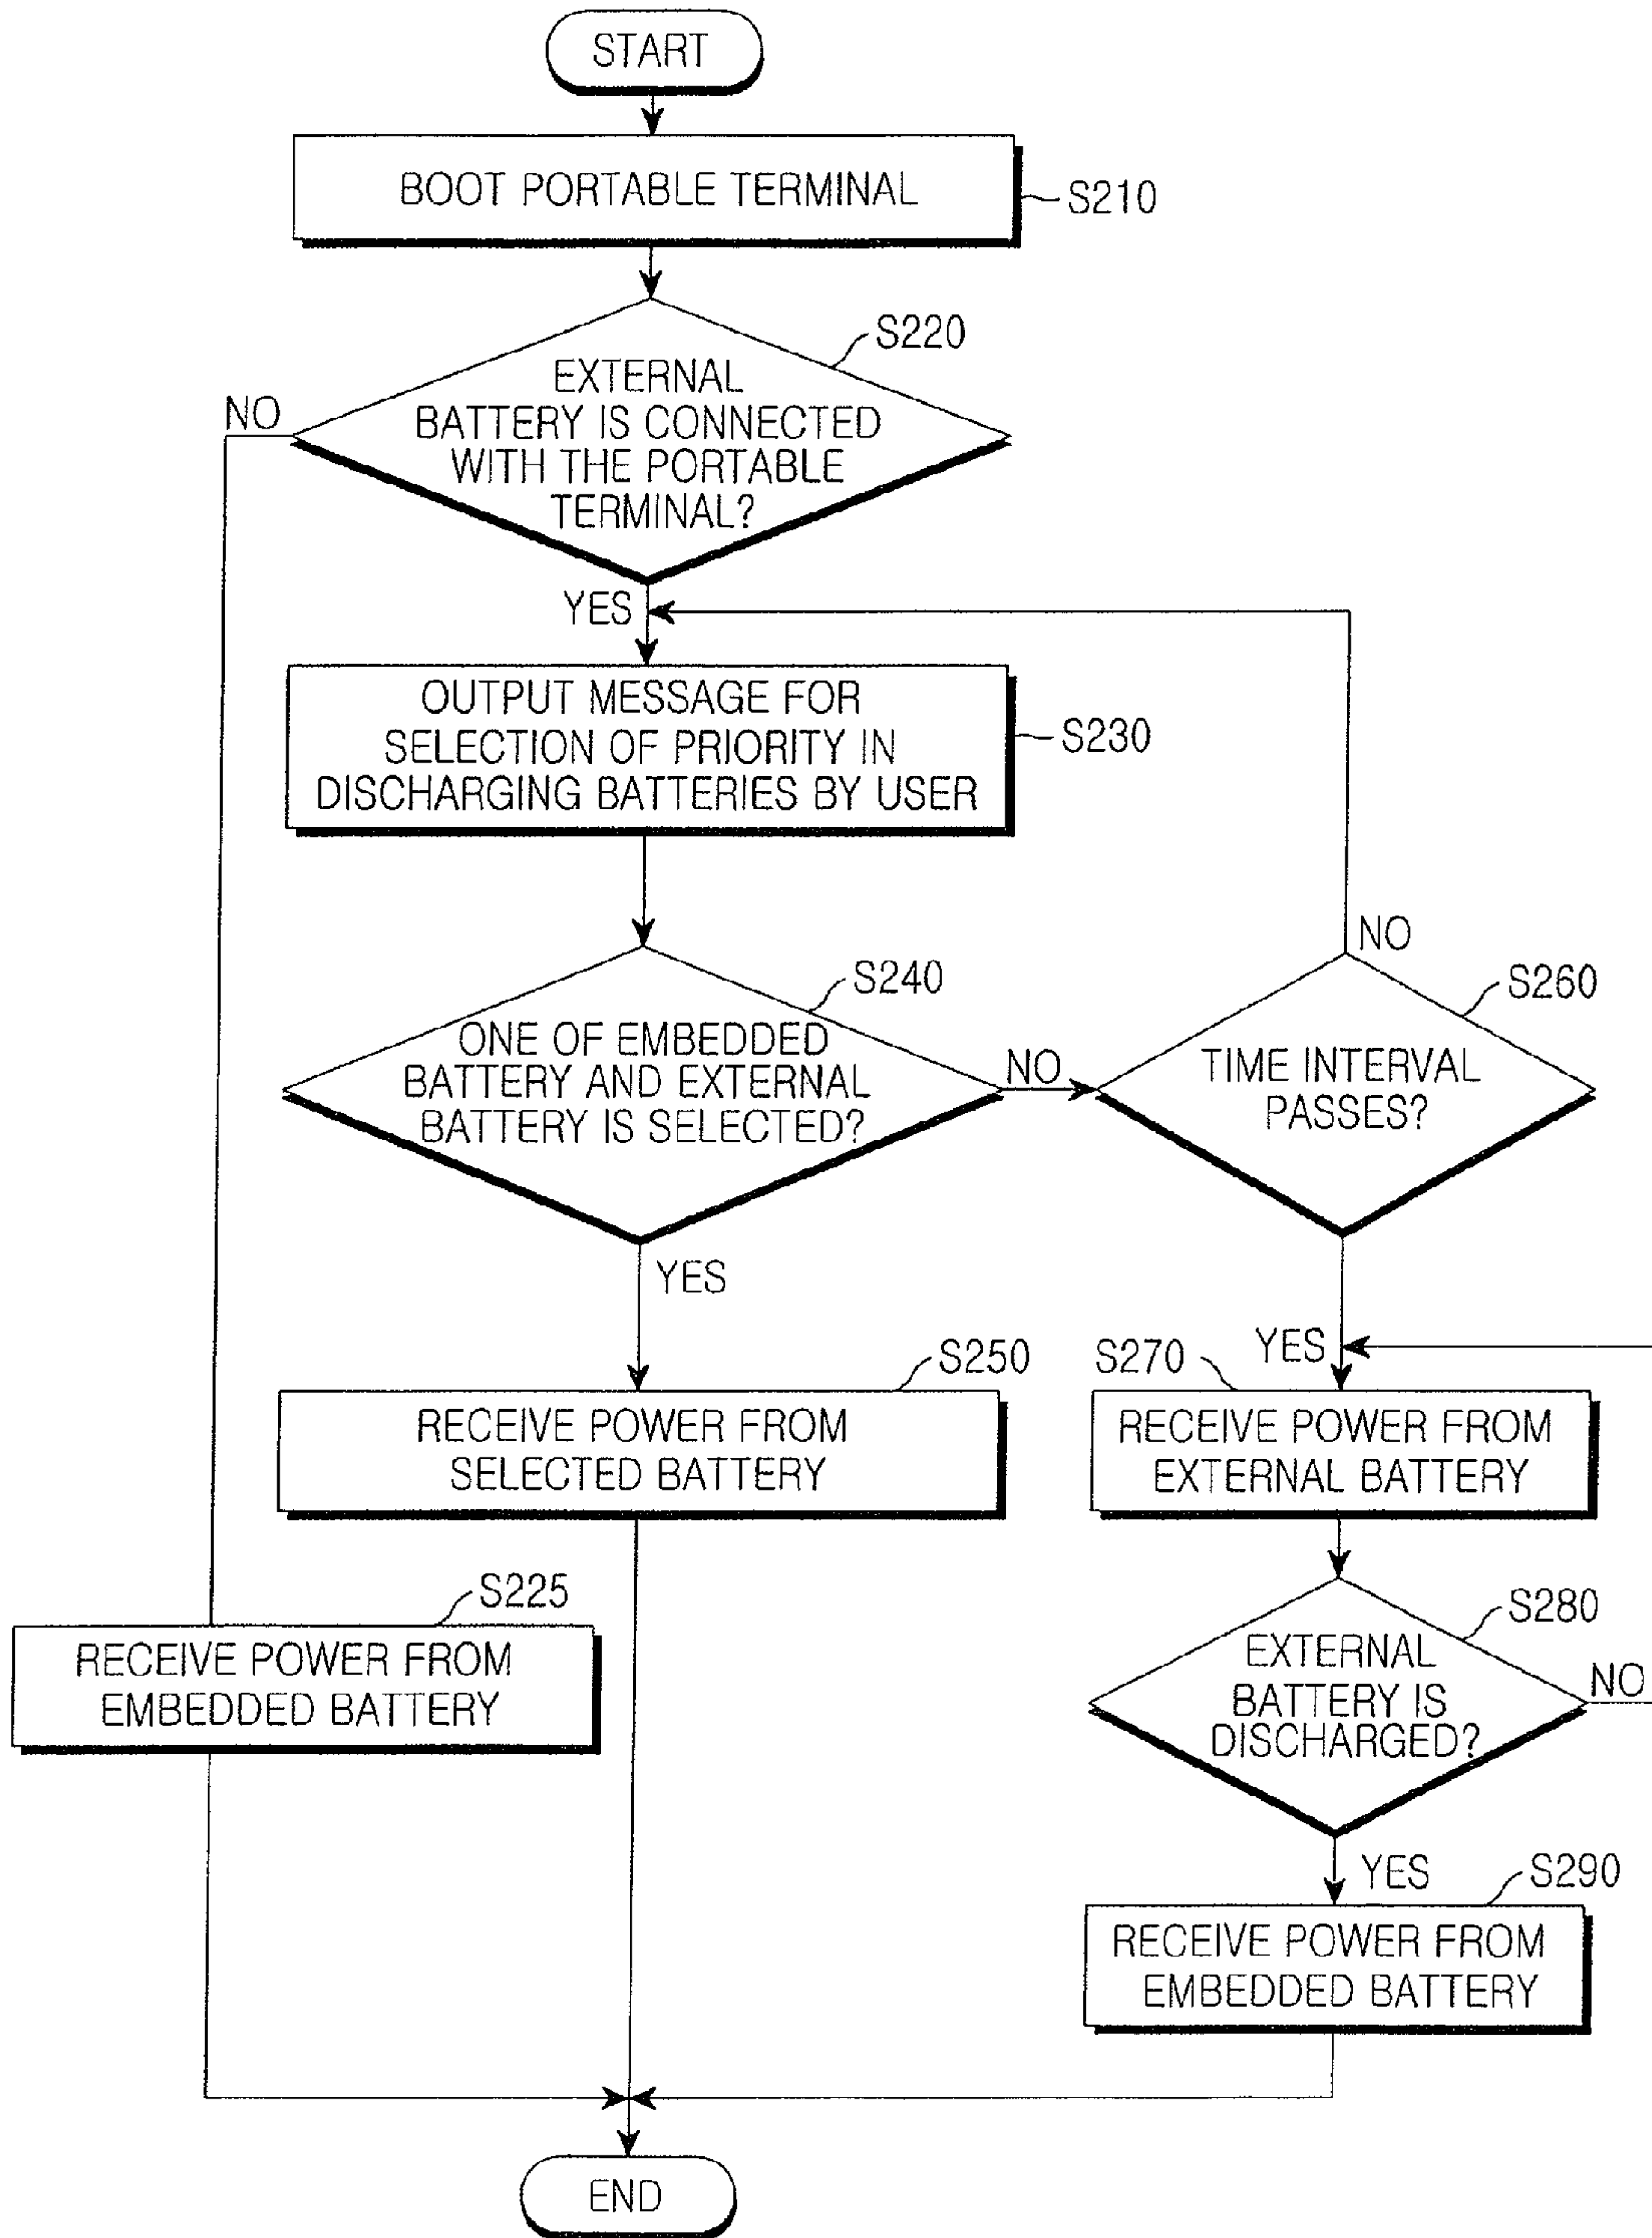 START
BOOT PORTABLE TERMINAL
S210
S220
EXTERNAL
BATTERY IS CONNECTED
WITH THE PORTABLE
TERMINAL?
NO
YES
OUTPUT MESSAGE FOR
SELECTION OF PRIORITY IN
DISCHARGING BATTERIES BY USER
S230
S240
ONE OF EMBEDDED
BATTERY AND EXTERNAL
BATTERY IS SELECTED?
NO
YES
NO
S260
TIME INTERVAL
PASSES?
YES
S250
RECEIVE POWER FROM
SELECTED BATTERY
S270
RECEIVE POWER FROM
EXTERNAL BATTERY
S225
RECEIVE POWER FROM
EMBEDDED BATTERY
S280
EXTERNAL
BATTERY IS
DISCHARGED?
NO
YES
S290
RECEIVE POWER FROM
EMBEDDED BATTERY
END